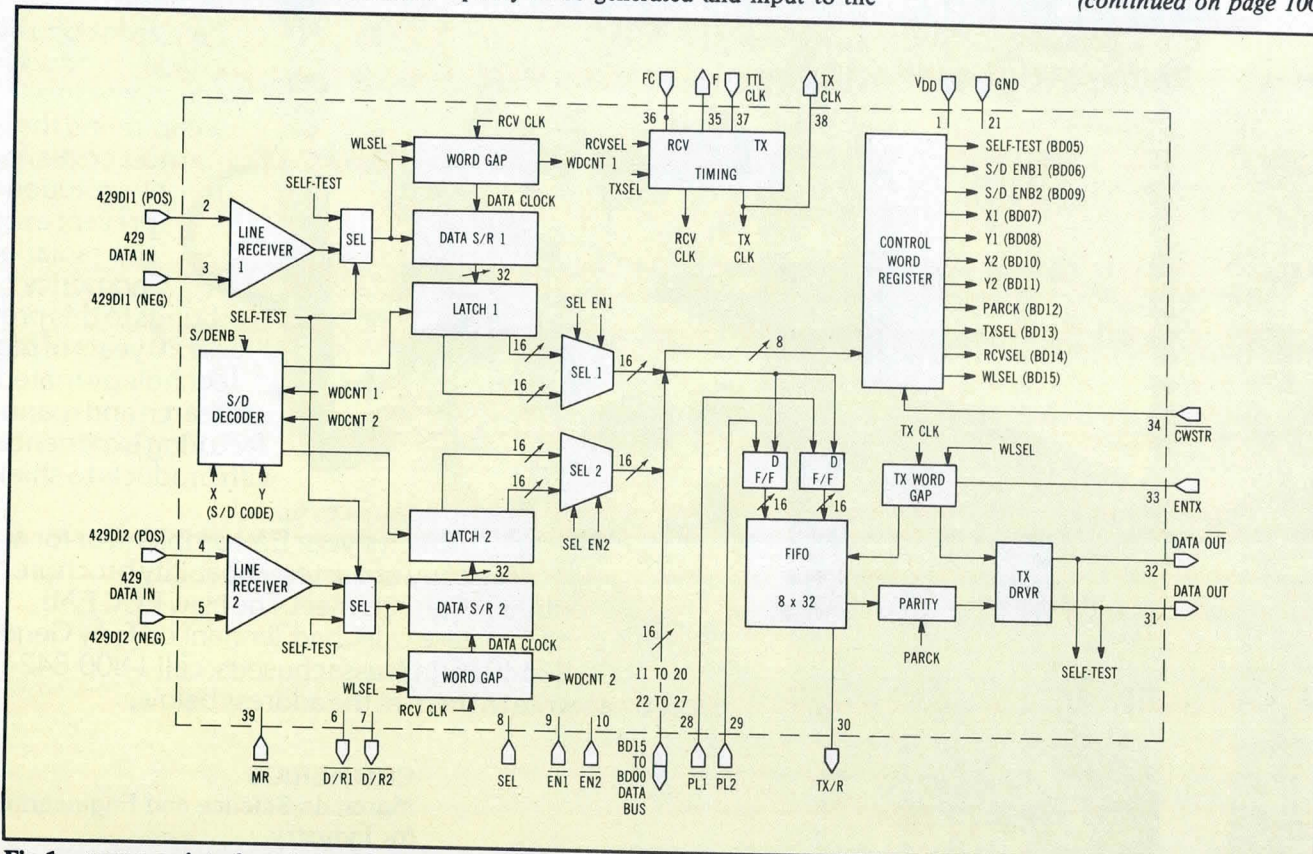 generated and input to the
(continued on page 100
FC
F
TTL CLK
TX CLK
VDD
GND
36
35
37
38
1
21
RCV CLK
WLSEL
WORD GAP
WDCNT 1
RCVSEL
TXSEL
RCV
TX
TIMING
RCV CLK
TX CLK
SELF-TEST
DATA CLOCK
429DI1 (POS)
2
429 DATA IN
3
429DI1 (NEG)
LINE RECEIVER 1
SEL
DATA S/R 1
32
LATCH 1
SELF-TEST
S/DENB
S/D DECODER
WDCNT 1
WDCNT 2
X
Y
(S/D CODE)
16
16
SEL EN1
SEL 1
16
8
16
16
SEL 2
16
SEL EN2
CONTROL WORD REGISTER
SELF-TEST (BD05)
S/D ENB1 (BD06)
S/D ENB2 (BD09)
X1 (BD07)
Y1 (BD08)
X2 (BD10)
Y2 (BD11)
PARCK (BD12)
TXSEL (BD13)
RCVSEL (BD14)
WLSEL (BD15)
34
CWSTR
TX CLK
WLSEL
TX WORD GAP
33
ENTX
D F/F
D F/F
16
16
FIFO 8 x 32
PARITY
PARCK
TX DRVR
DATA OUT
32
DATA OUT
31
SELF-TEST
429DI2 (POS)
4
429 DATA IN
5
429DI2 (NEG)
LINE RECEIVER 2
SEL
SELF-TEST
LATCH 2
32
DATA S/R 2
DATA CLOCK
WORD GAP
WDCNT 2
WLSEL
RCV CLK
16
11 TO 20
22 TO 27
39
6
7
8
9
10
28
29
30
MR
D/R1
D/R2
SEL
EN1
EN2
BD15 TO BD00 DATA BUS
PL1
PL2
TX/R
Fig 1